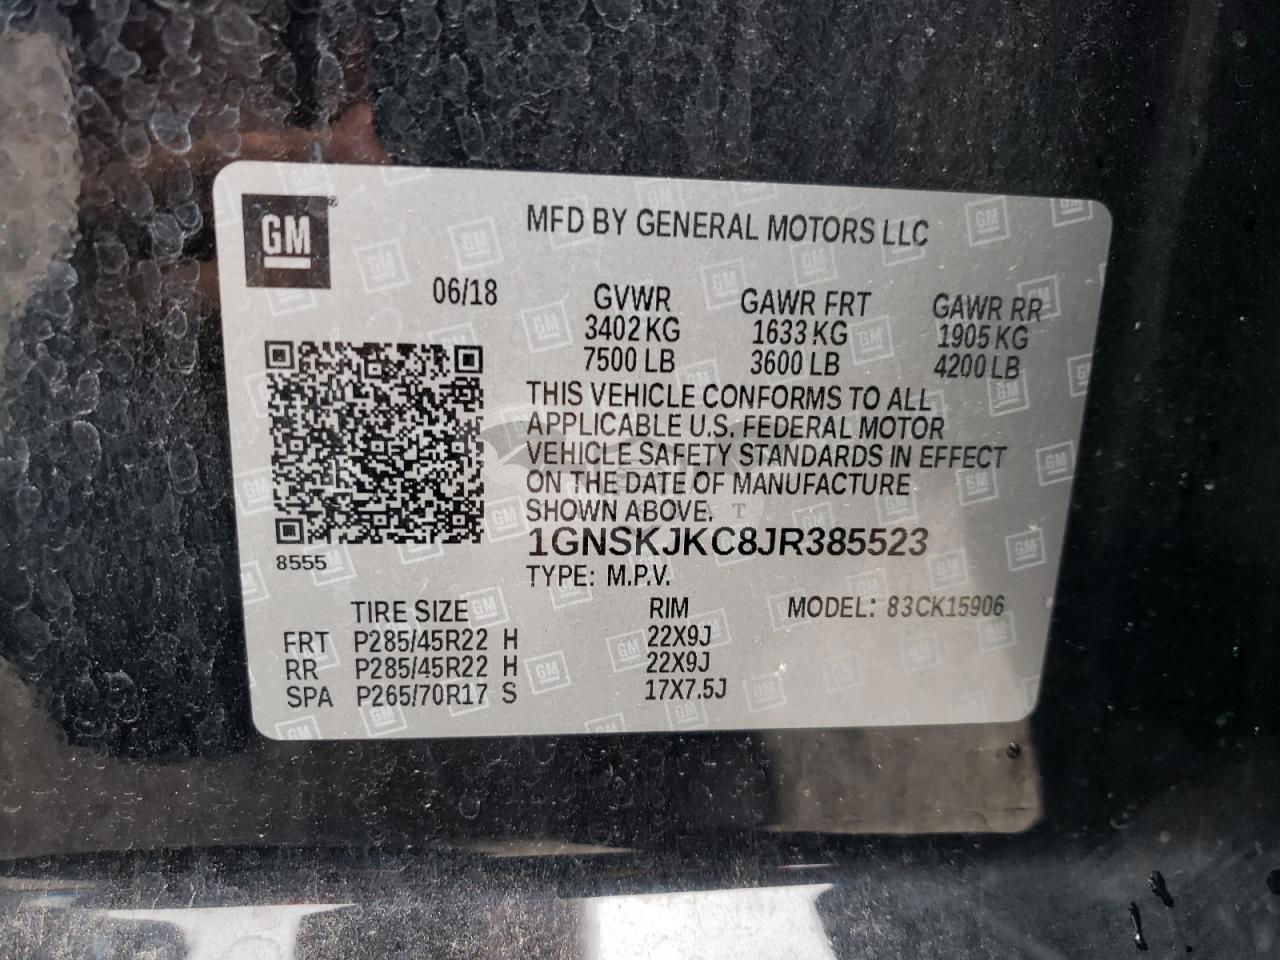 GM
MFD BY GENERAL MOTORS LLC
06/18
GVWR GAWR FRT GAWR RR
3402 KG 1633 KG 1905 KG
7500 LB 3600 LB 4200 LB
THIS VEHICLE CONFORMS TO ALL
APPLICABLE U.S. FEDERAL MOTOR
VEHICLE SAFETY STANDARDS IN EFFECT
ON THE DATE OF MANUFACTURE
SHOWN ABOVE.
1GNSKJKC8JR385523
8555
TYPE: M.P.V.
TIRE SIZE RIM MODEL: 83CK15906
FRT P285/45R22 H 22X9J
RR P285/45R22 H 22X9J
SPA P265/70R17 S 17X7.5J